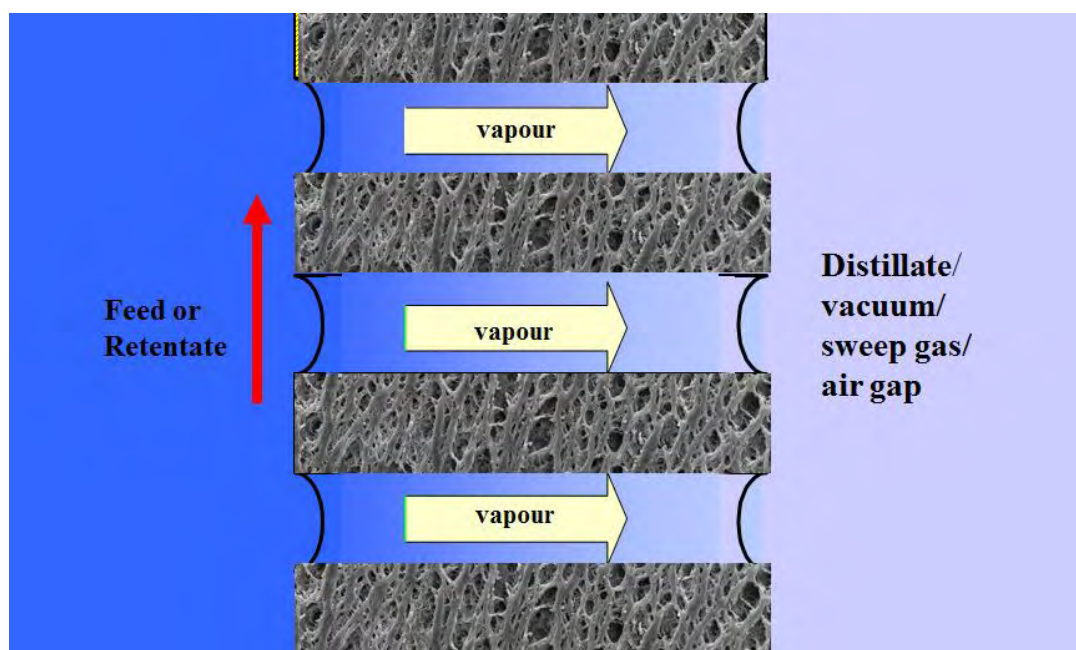 vapour
Feed or
Retentate
vapour
Distillate/
vacuum/
sweep gas/
air gap
vapour